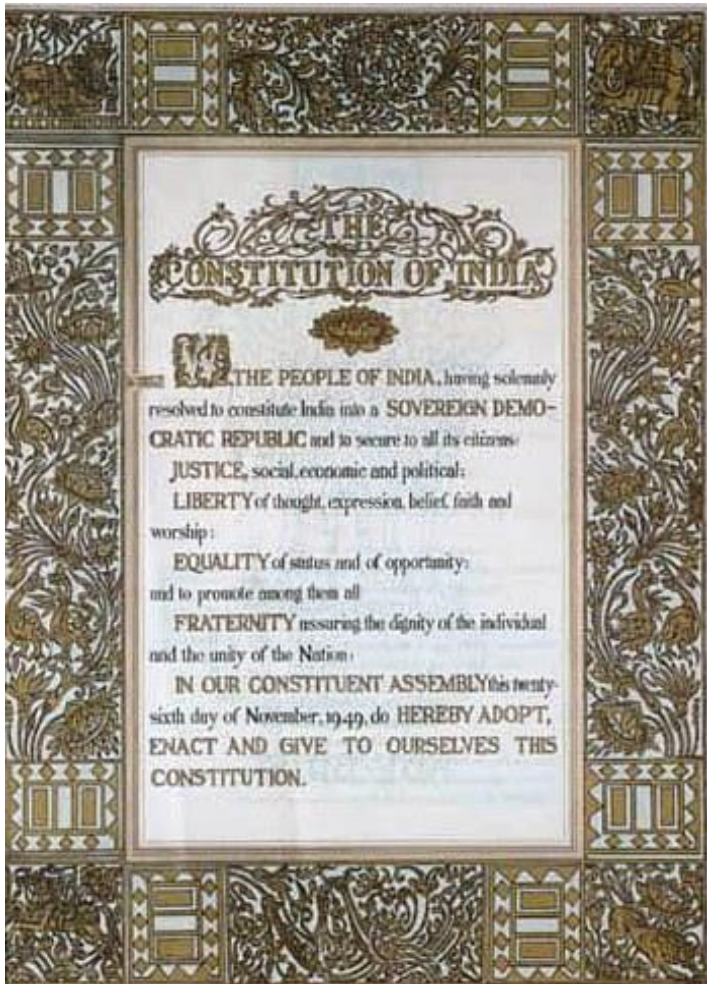 THE
CONSTITUTION OF INDIA
WE, THE PEOPLE OF INDIA, having solemnly
resolved to constitute India into a SOVEREIGN DEMO-
CRATIC REPUBLIC and to secure to all its citizens:
JUSTICE, social, economic and political;
LIBERTY of thought, expression, belief, faith and
worship;
EQUALITY of status and of opportunity;
and to promote among them all
FRATERNITY assuring the dignity of the individual
and the unity of the Nation;
IN OUR CONSTITUENT ASSEMBLY this twenty-
sixth day of November, 1949, do HEREBY ADOPT,
ENACT AND GIVE TO OURSELVES THIS
CONSTITUTION.